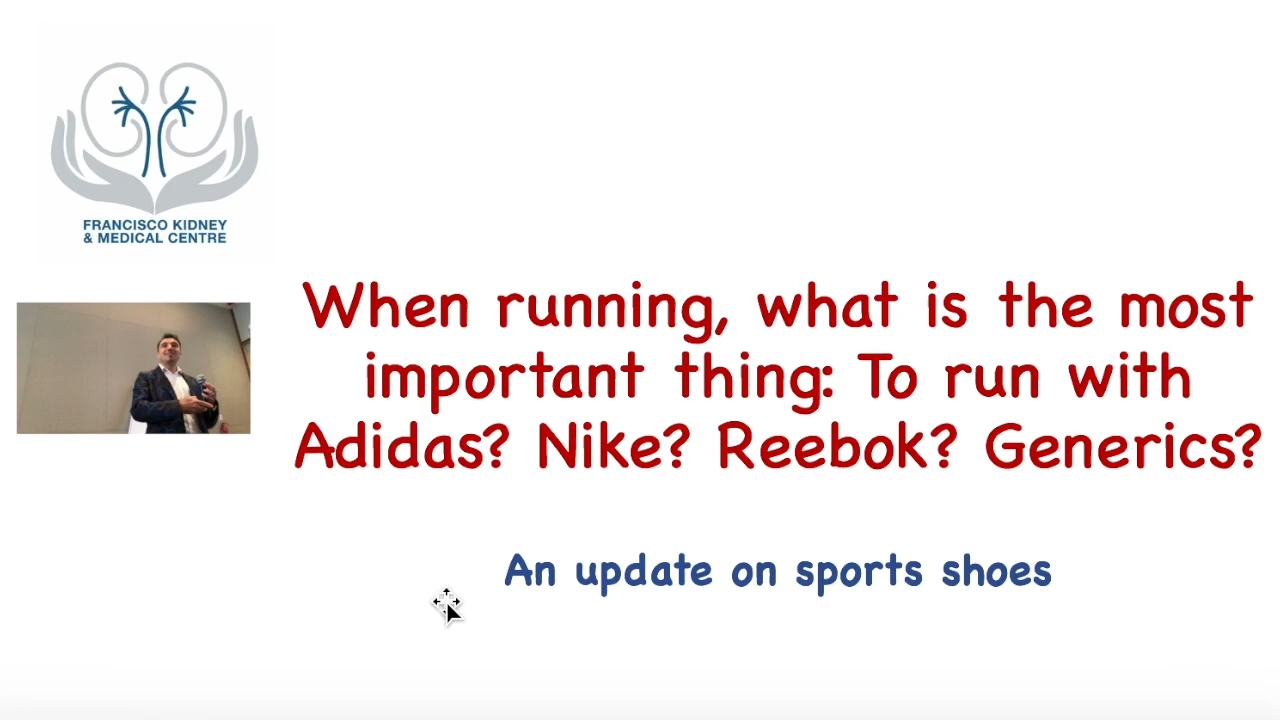 FRANCISCO KIDNEY
& MEDICAL CENTRE
When running, what is the most
important thing: To run with
Adidas? Nike? Reebok? Generics?
An update on sports shoes